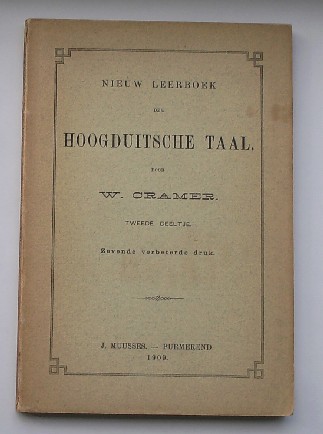 NIEUW LEERBOEK
DER
HOOGDUITSCHE TAAL,
DOOR
W. CRAMER.
TWEEDE DEELTJE.
Zevende verbeterde druk.
J. MUUSSES. — PURMEREND.
1909.